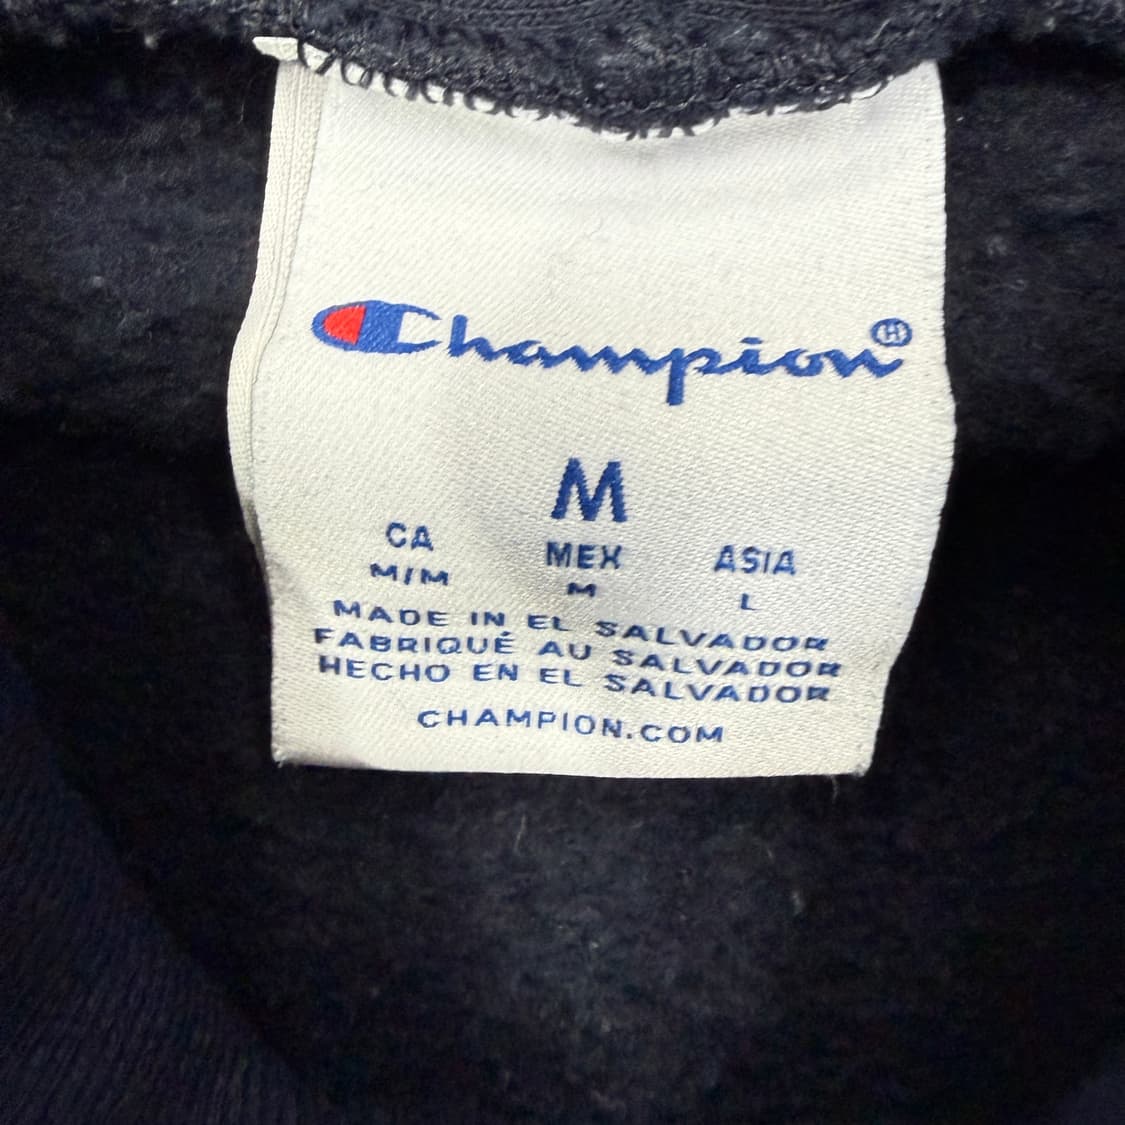 Champion®
M
CA MEX ASIA
M/M M L
MADE IN EL SALVADOR
FABRIQUÉ AU SALVADOR
HECHO EN EL SALVADOR
CHAMPION.COM